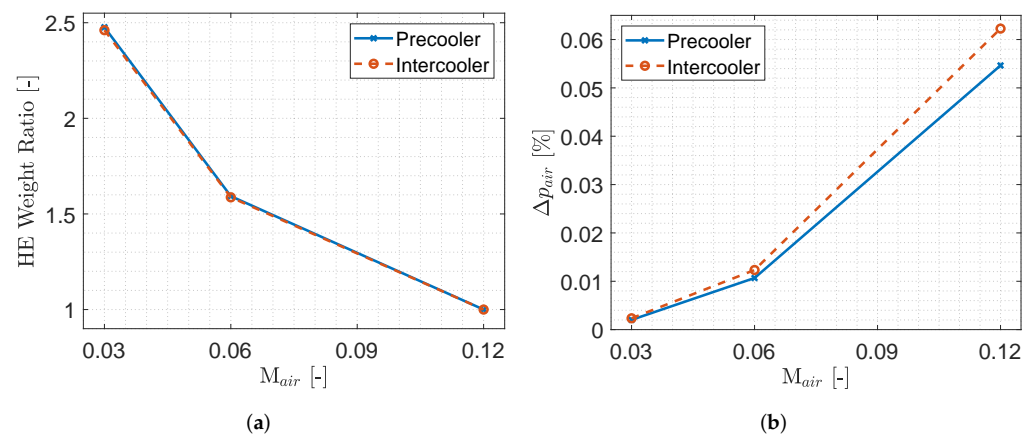 2.5
2
1.5
1
HE Weight Ratio [-]
Precooler
Intercooler
0.03 0.06 0.09 0.12
M_air [-]
(a)
0.06
0.05
0.04
0.03
0.02
0.01
0
Δp_air [%]
Precooler
Intercooler
0.03 0.06 0.09 0.12
M_air [-]
(b)